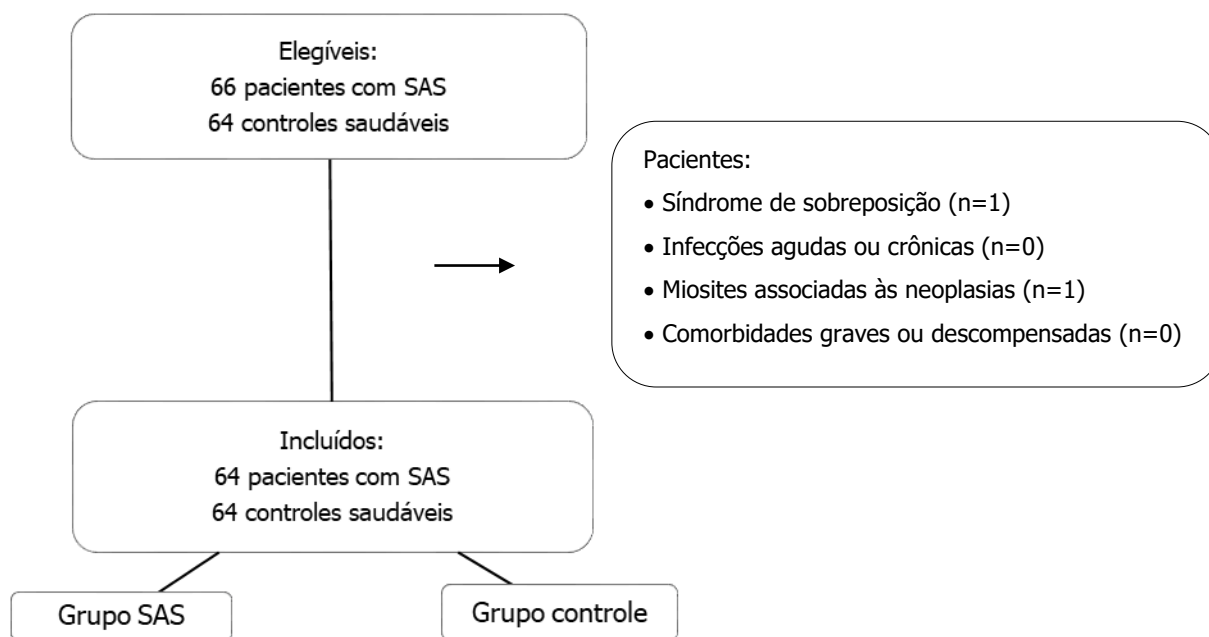 Elegíveis:
66 pacientes com SAS
64 controles saudáveis
Pacientes:
• Síndrome de sobreposição (n=1)
• Infecções agudas ou crônicas (n=0)
• Miosites associadas às neoplasias (n=1)
• Comorbidades graves ou descompensadas (n=0)
Incluídos:
64 pacientes com SAS
64 controles saudáveis
Grupo SAS
Grupo controle